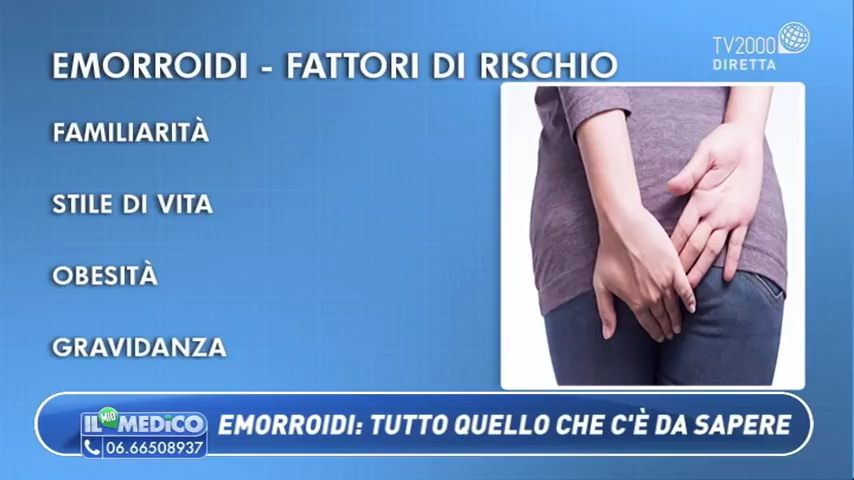 TV2000
DIRETTA
EMORROIDI - FATTORI DI RISCHIO
FAMILIARITÀ
STILE DI VITA
OBESITÀ
GRAVIDANZA
IL MIO MEDICO
06.66508937
EMORROIDI: TUTTO QUELLO CHE C'È DA SAPERE